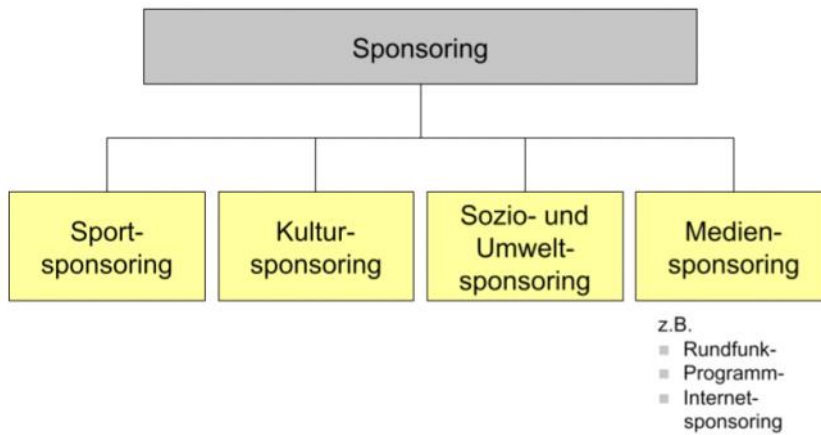 Sponsoring
Sport-
sponsoring
Kultur-
sponsoring
Sozio- und
Umwelt-
sponsoring
Medien-
sponsoring
z.B.
Rundfunk-
Programm-
Internet-
sponsoring